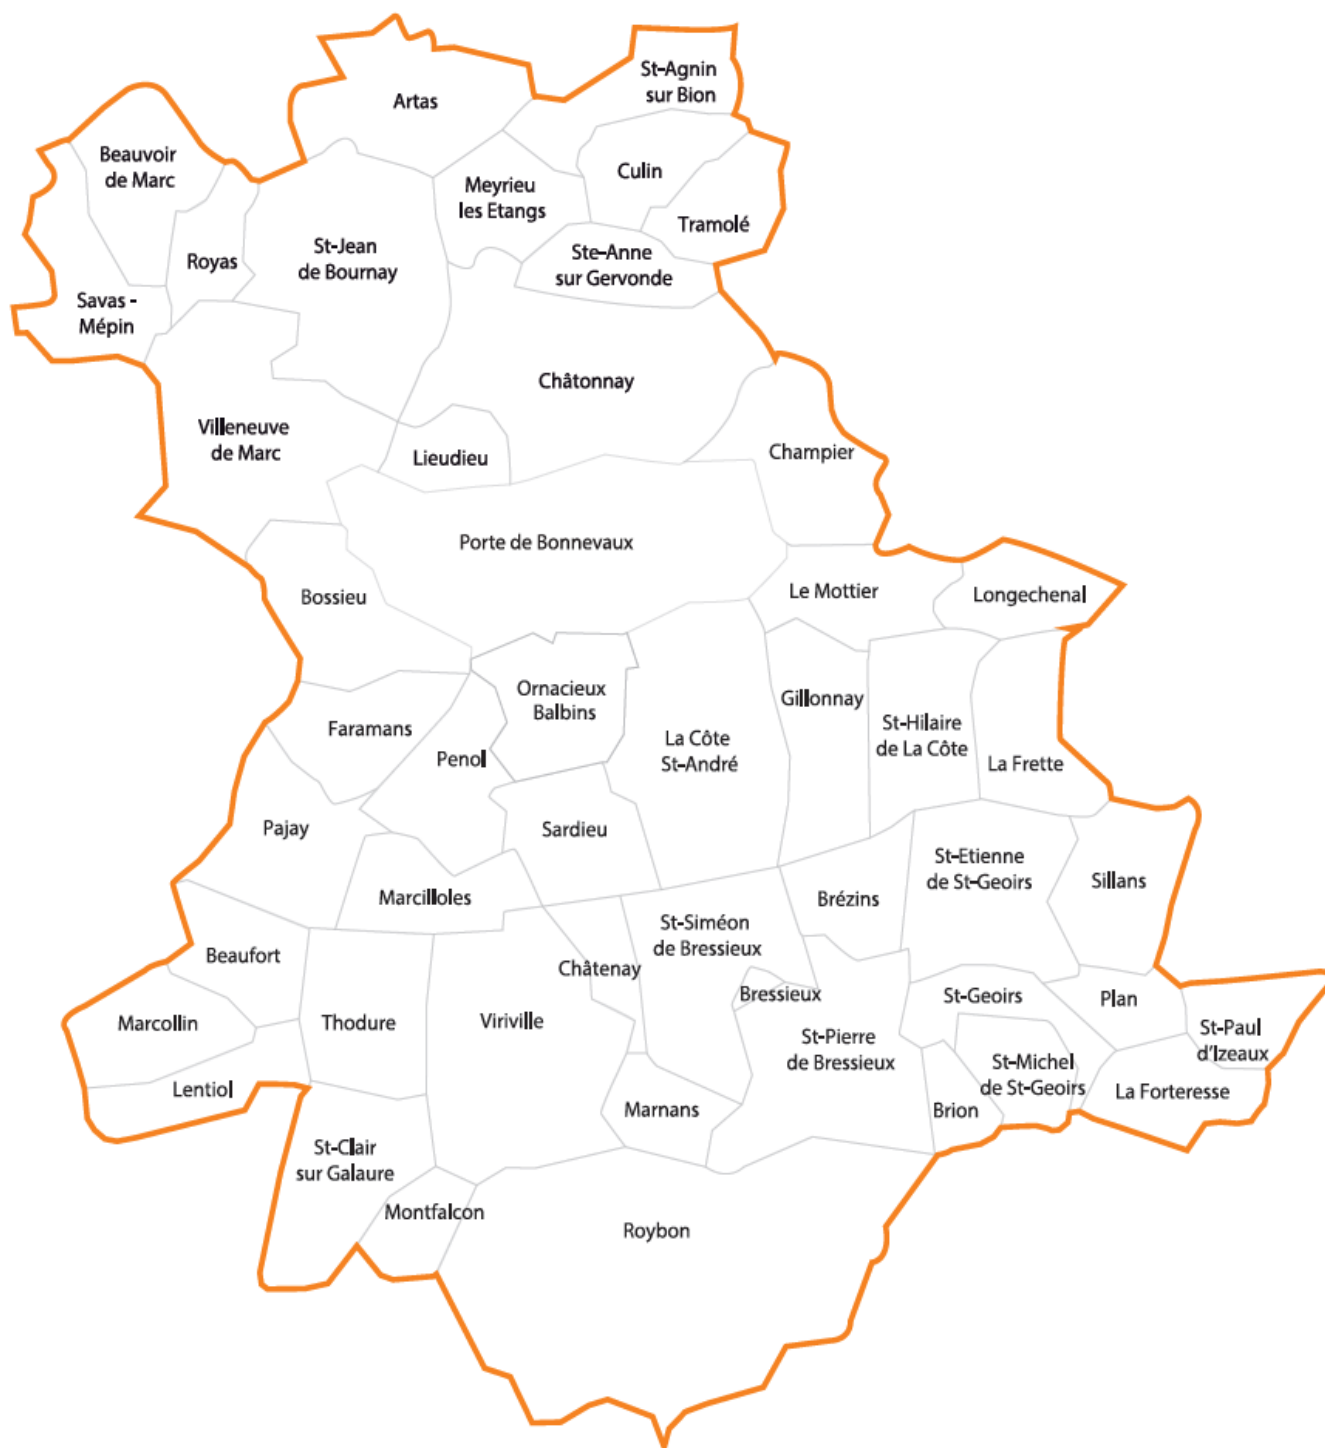 St-Agnin
sur Bion
Artas
Beauvoir
de Marc
Culin
Meyrieu
les Etangs
Tramolé
St-Jean
de Bournay
Royas
Ste-Anne
sur Gervonde
Savas -
Mépin
Châtonnay
Villeneuve
de Marc
Lieudieu
Champier
Porte de Bonnevaux
Bossieu
Le Mottier
Longechenal
Ornacieux
Balbins
Gillonnay
Faramans
St-Hilaire
de La Côte
La Côte
St-André
Penol
La Frette
Pajay
Sardieu
St-Etienne
de St-Geoirs
Sillans
Marcilloles
Brézins
St-Siméon
de Bressieux
Beaufort
Châtenay
Bressieux
St-Geoirs
Plan
Marcollin
Thodure
Viriville
St-Pierre
de Bressieux
St-Paul
d'Izeaux
St-Michel
de St-Geoirs
Lentiol
La Forteresse
Marnans
Brion
St-Clair
sur Galaure
Montfalcon
Roybon